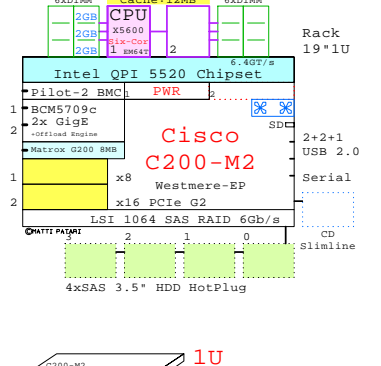 6xDIMM Cache:12MB 6xDIMM
2GB CPU
2GB X5600
Six-Cor
2GB 1 EM64T 2
Rack
19"1U
6.4GT/s
Intel QPI 5520 Chipset
Pilot-2 BMC 1 PWR 2
1 BCM5709c
2x GigE
2 +Offload Engine
SD
Matrox G200 8MB
Cisco
C200-M2
2+2+1
USB 2.0
Westmere-EP
1 x8
Serial
2 x16 PCIe G2
LSI 1064 SAS RAID 6Gb/s
©MATTI PATARI
CD
Slimline
3 2 1 0
4xSAS 3.5" HDD HotPlug
1U
C200-M2